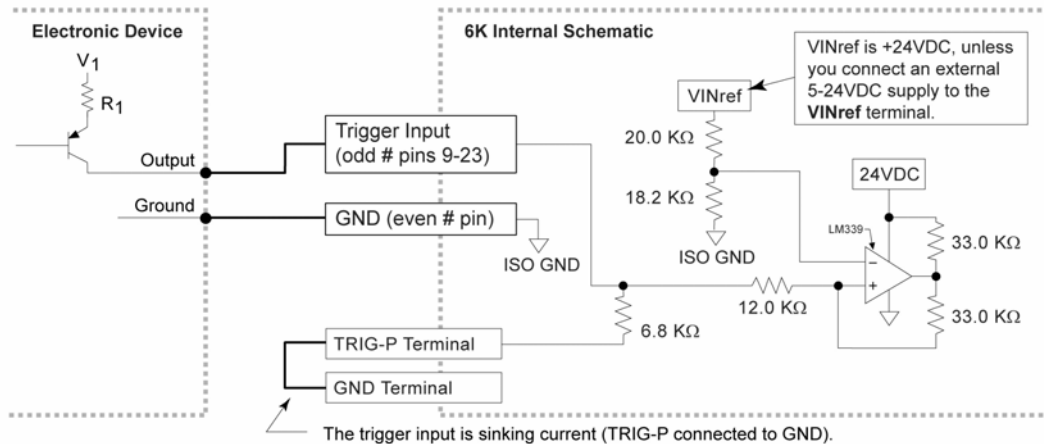 Electronic Device
V1
R1
Output
Ground
6K Internal Schematic
Trigger Input
(odd # pins 9-23)
GND (even # pin)
ISO GND
TRIG-P Terminal
GND Terminal
VINref
VINref is +24VDC, unless
you connect an external
5-24VDC supply to the
VINref terminal.
20.0 KΩ
18.2 KΩ
ISO GND
24VDC
LM339
−
+
33.0 KΩ
33.0 KΩ
12.0 KΩ
6.8 KΩ
The trigger input is sinking current (TRIG-P connected to GND).